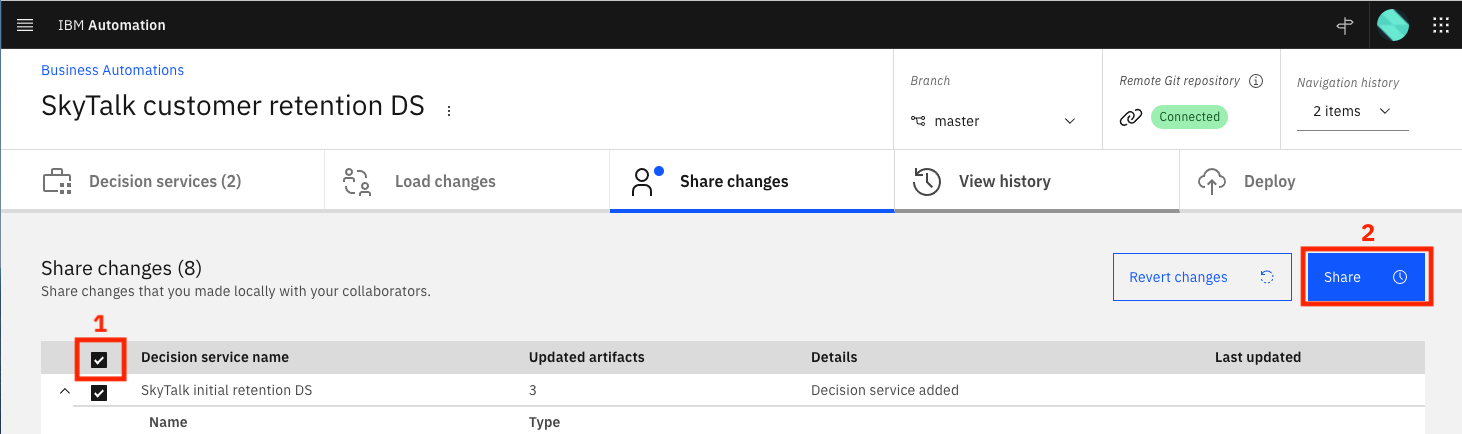 IBM Automation
Business Automations
SkyTalk customer retention DS
Branch
master
Remote Git repository
Connected
Navigation history
2 items
Decision services (2)
Load changes
Share changes
View history
Deploy
Share changes (8)
Share changes that you made locally with your collaborators.
Revert changes
2
Share
1
Decision service name Updated artifacts Details Last updated
SkyTalk initial retention DS 3 Decision service added
Name Type